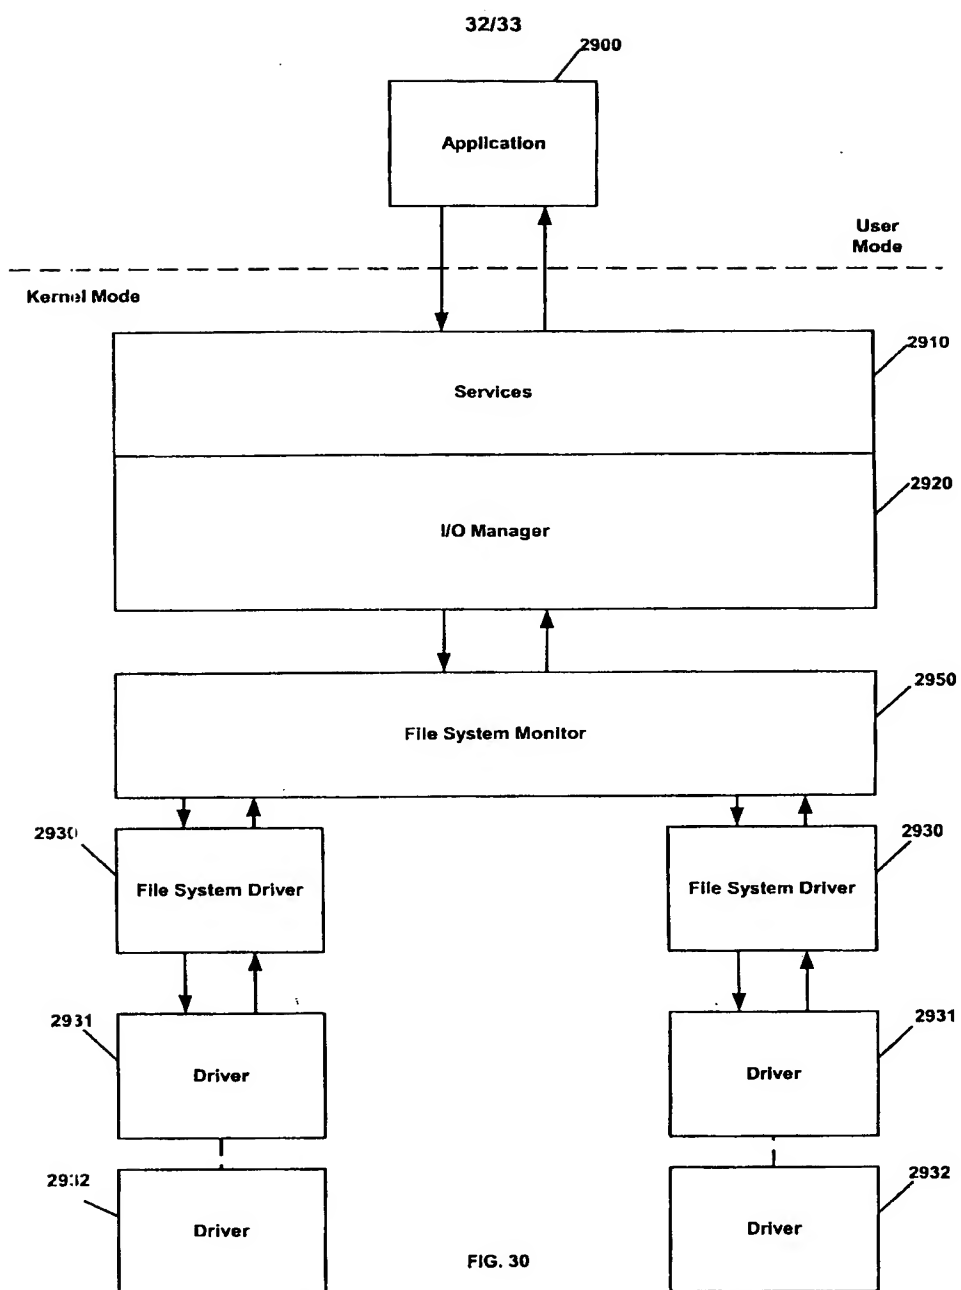 32/33
2900
Application
User
Mode
Kernel Mode
2910
Services
2920
I/O Manager
2950
File System Monitor
2930
2930
File System Driver
File System Driver
2931
2931
Driver
Driver
2932
2932
Driver
Driver
FIG. 30